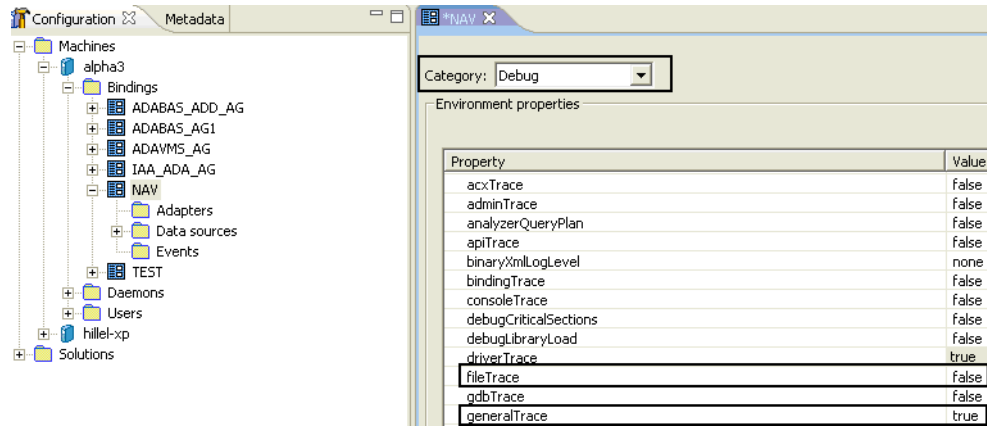 Configuration Metadata
Machines
alpha3
Bindings
ADABAS_ADD_AG
ADABAS_AG1
ADAVMS_AG
IAA_ADA_AG
NAV
Adapters
Data sources
Events
TEST
Daemons
Users
hillel-xp
Solutions
*NAV
Category: Debug
Environment properties
Property Value
acxTrace false
adminTrace false
analyzerQueryPlan false
apiTrace false
binaryXmlLogLevel none
bindingTrace false
consoleTrace false
debugCriticalSections false
debugLibraryLoad false
driverTrace true
fileTrace false
gdbTrace false
generalTrace true